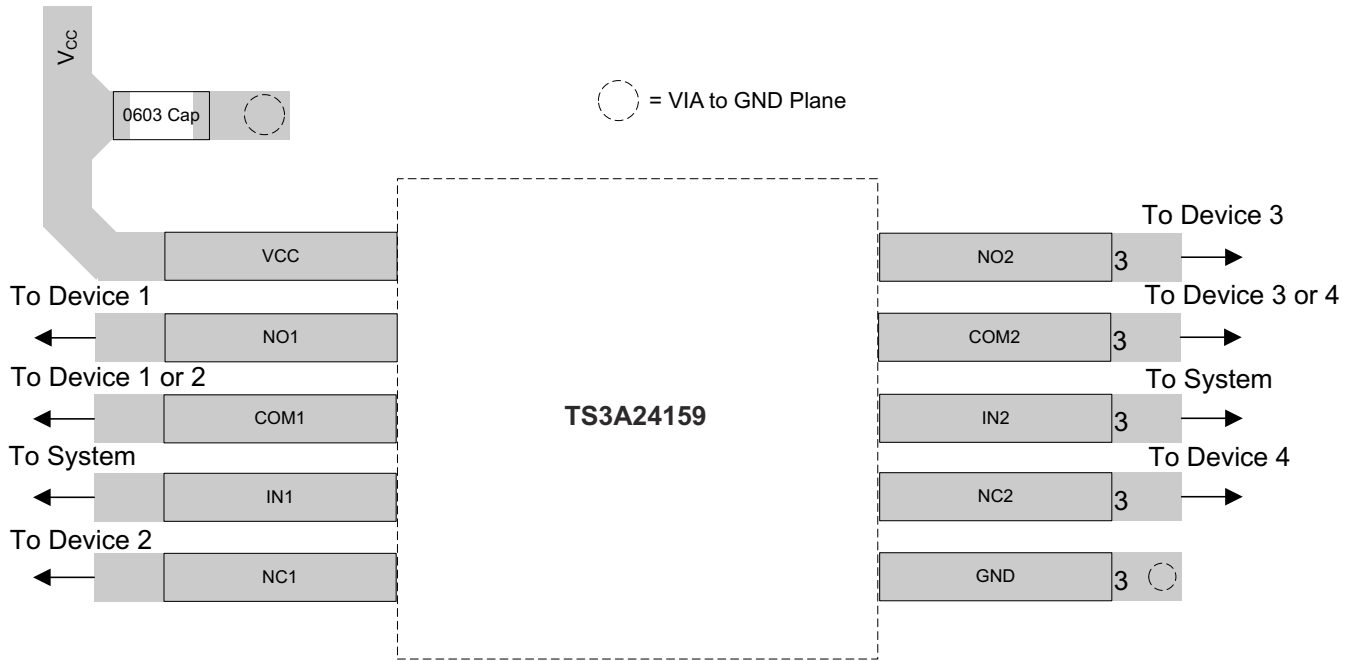 VCC
0603 Cap
= VIA to GND Plane
To Device 3
VCC
NO2
3
To Device 1
To Device 3 or 4
NO1
COM2
3
To Device 1 or 2
To System
COM1
TS3A24159
IN2
3
To System
To Device 4
IN1
NC2
3
To Device 2
NC1
GND
3